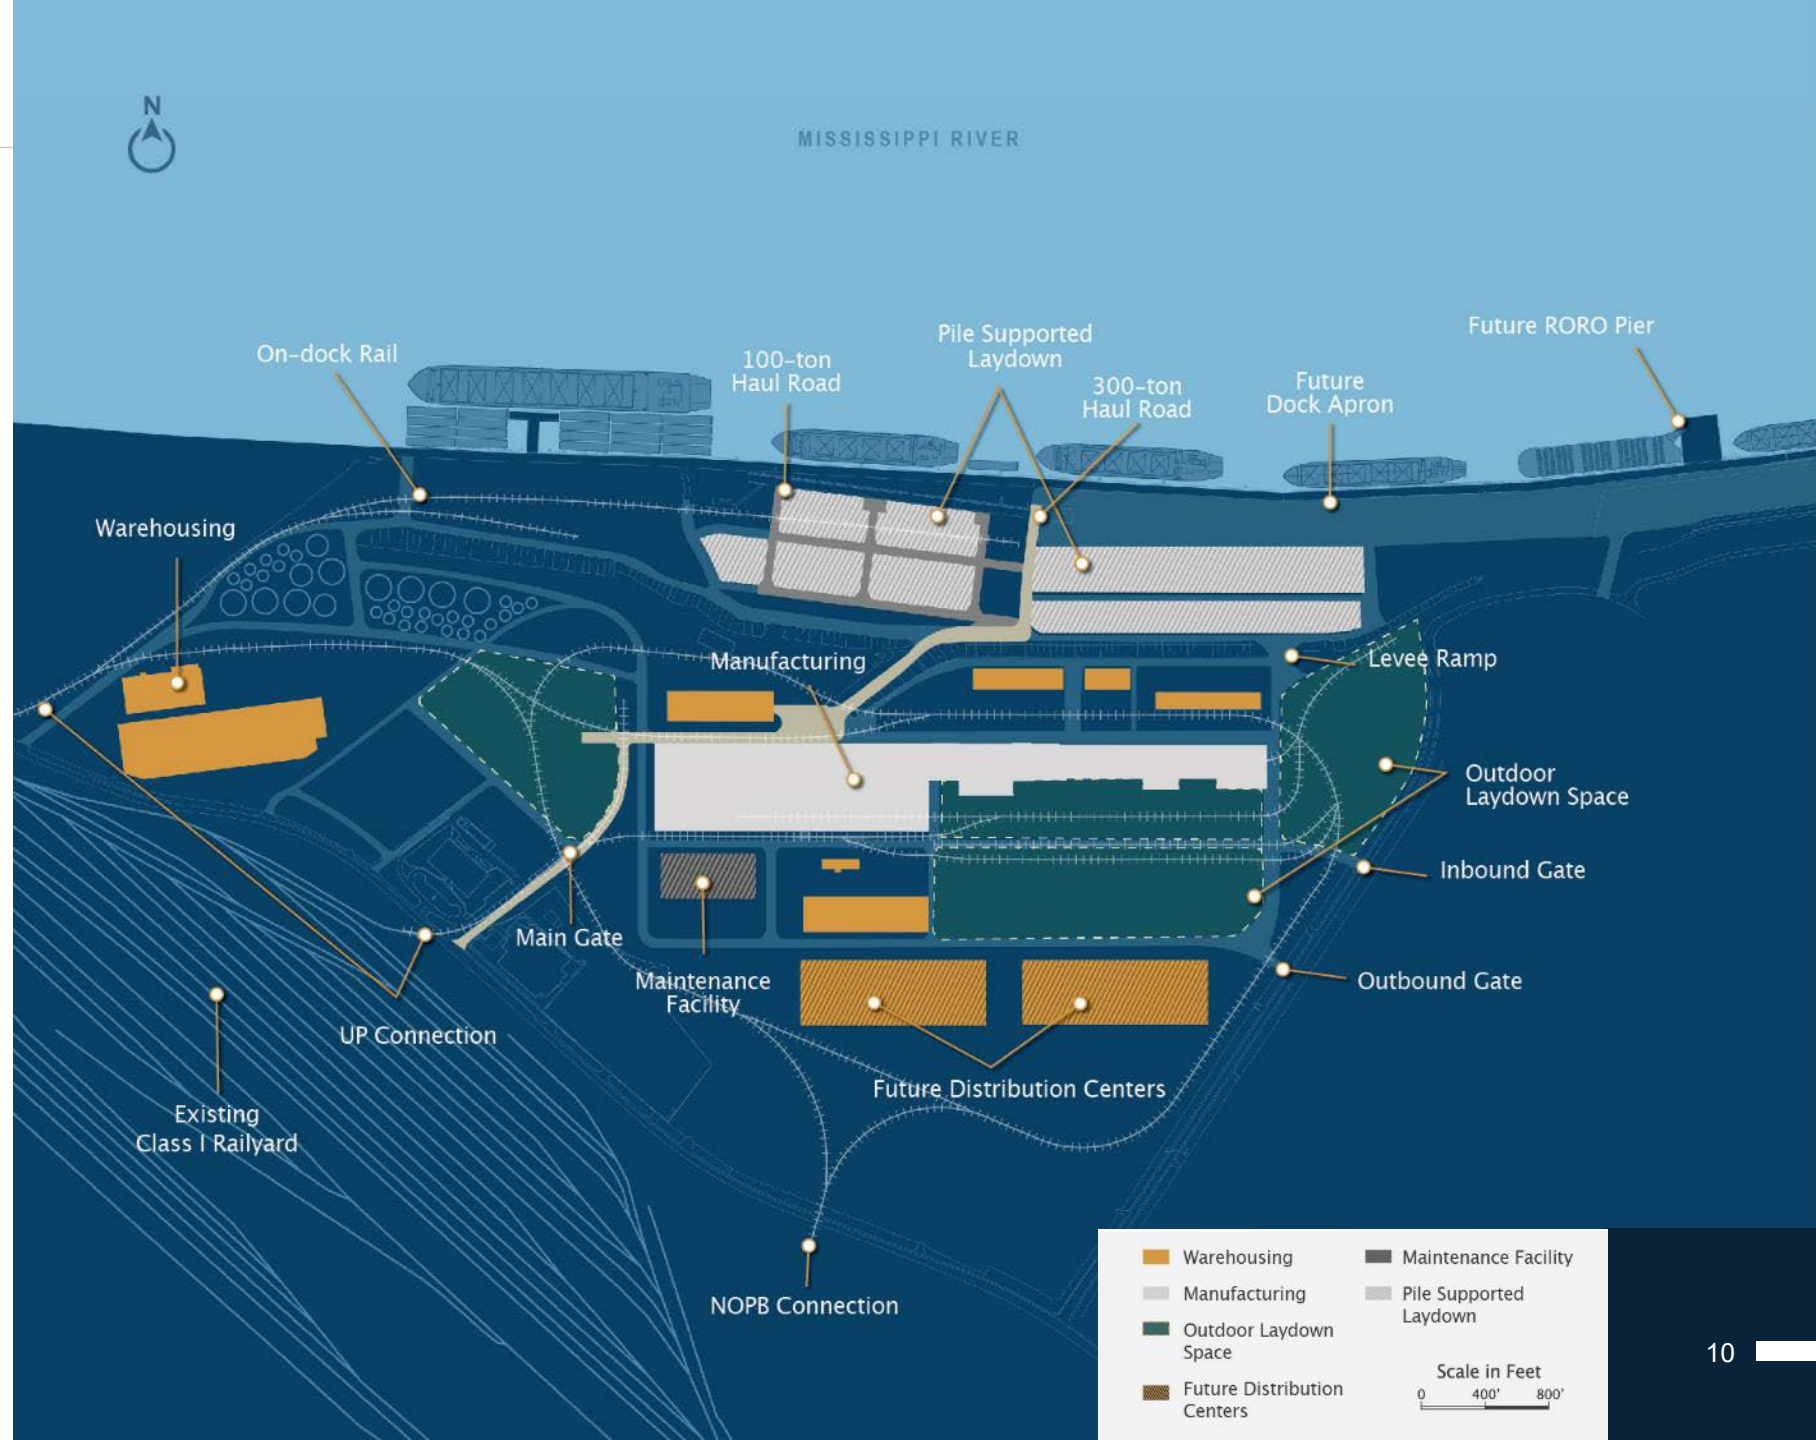 N
MISSISSIPPI RIVER
Future RORO Pier
Pile Supported
Laydown
On-dock Rail
100-ton
Haul Road
300-ton
Haul Road
Future
Dock Apron
Warehousing
Manufacturing
Levee Ramp
Outdoor
Laydown Space
Inbound Gate
Main Gate
Maintenance
Facility
Outbound Gate
UP Connection
Future Distribution Centers
Existing
Class I Railyard
NOPB Connection
Warehousing
Manufacturing
Outdoor Laydown
Space
Future Distribution
Centers
Maintenance Facility
Pile Supported
Laydown
Scale in Feet
0 400' 800'
10